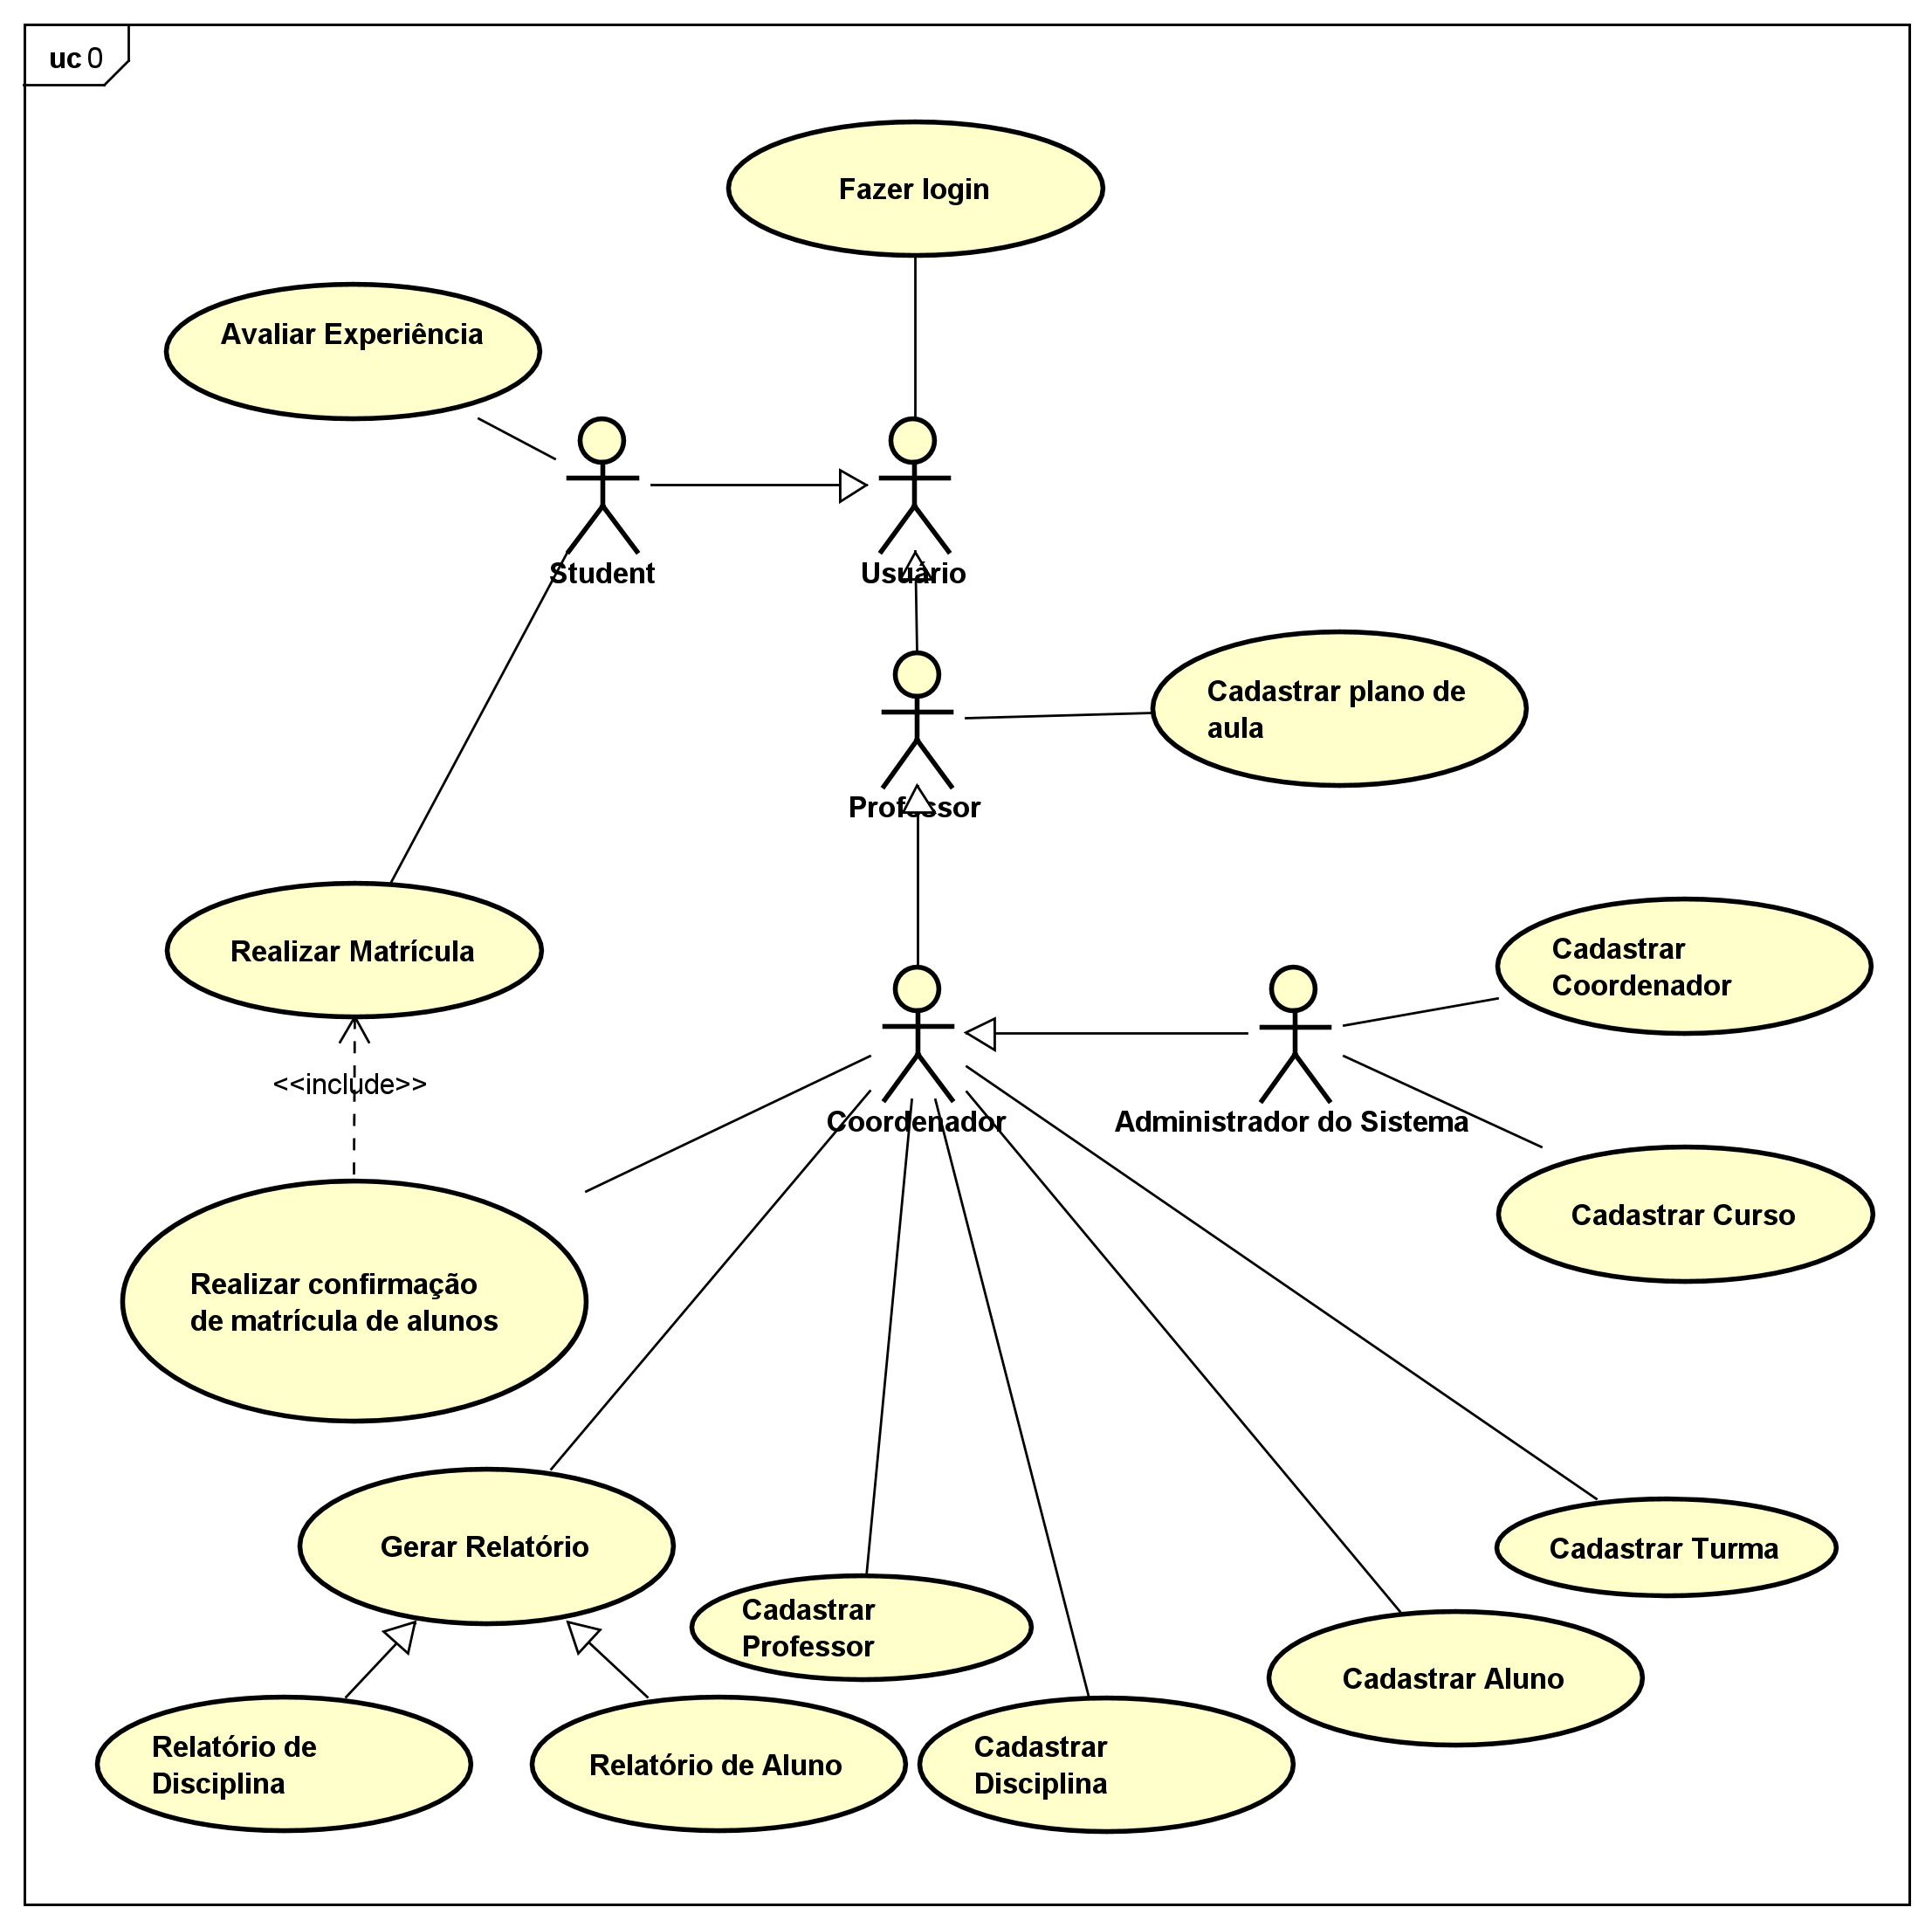 uc 0
Fazer login
Avaliar Experiência
Student
Usuário
Cadastrar plano de
aula
Professor
Realizar Matrícula
Cadastrar
Coordenador
<<include>>
Coordenador
Administrador do Sistema
Cadastrar Curso
Realizar confirmação
de matrícula de alunos
Gerar Relatório
Cadastrar Turma
Cadastrar
Professor
Cadastrar Aluno
Relatório de
Disciplina
Relatório de Aluno
Cadastrar
Disciplina